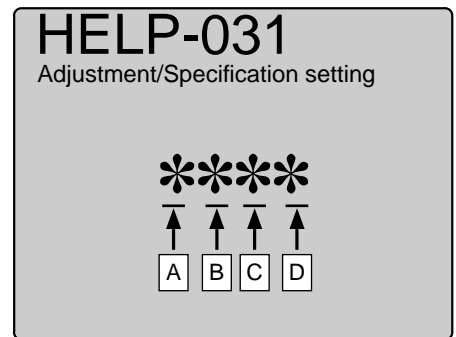 HELP-031
Adjustment/Specification setting
****
A B C D